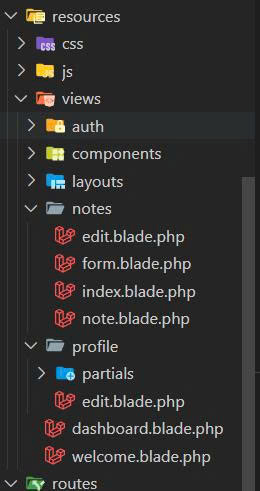 resources
css
js
views
auth
components
layouts
notes
edit.blade.php
form.blade.php
index.blade.php
note.blade.php
profile
partials
edit.blade.php
dashboard.blade.php
welcome.blade.php
routes